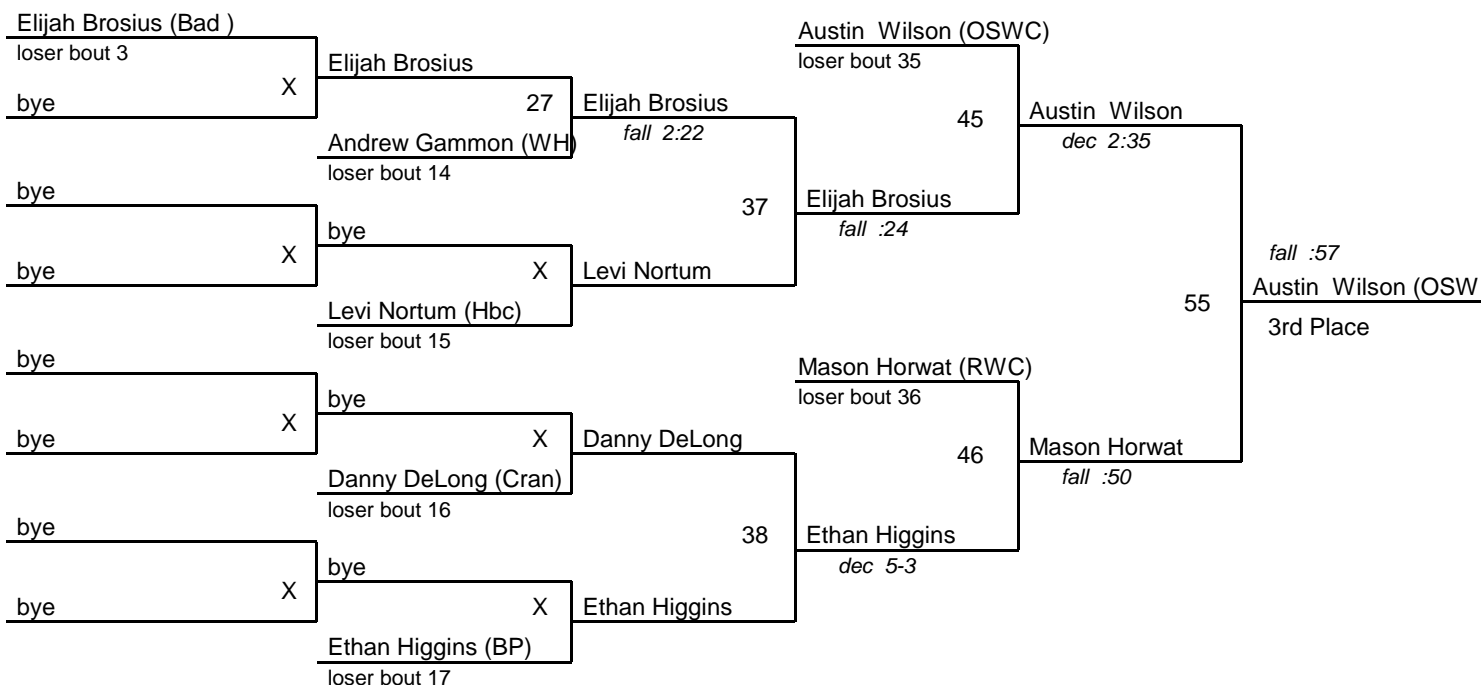 Elijah Brosius (Bad )
loser bout 3
X
bye
Elijah Brosius
27
Andrew Gammon (WH)
loser bout 14
bye
X
bye
bye
X
Levi Nortum (Hbc)
loser bout 15
bye
X
bye
bye
X
Danny DeLong (Cran)
loser bout 16
bye
X
bye
bye
X
Ethan Higgins (BP)
loser bout 17
Elijah Brosius
fall 2:22
37
Levi Nortum
Danny DeLong
38
Ethan Higgins
Austin Wilson (OSWC)
loser bout 35
45
Elijah Brosius
fall :24
Mason Horwat (RWC)
loser bout 36
46
Ethan Higgins
dec 5-3
Austin Wilson
dec 2:35
55
Mason Horwat
fall :50
fall :57
Austin Wilson (OSW
3rd Place